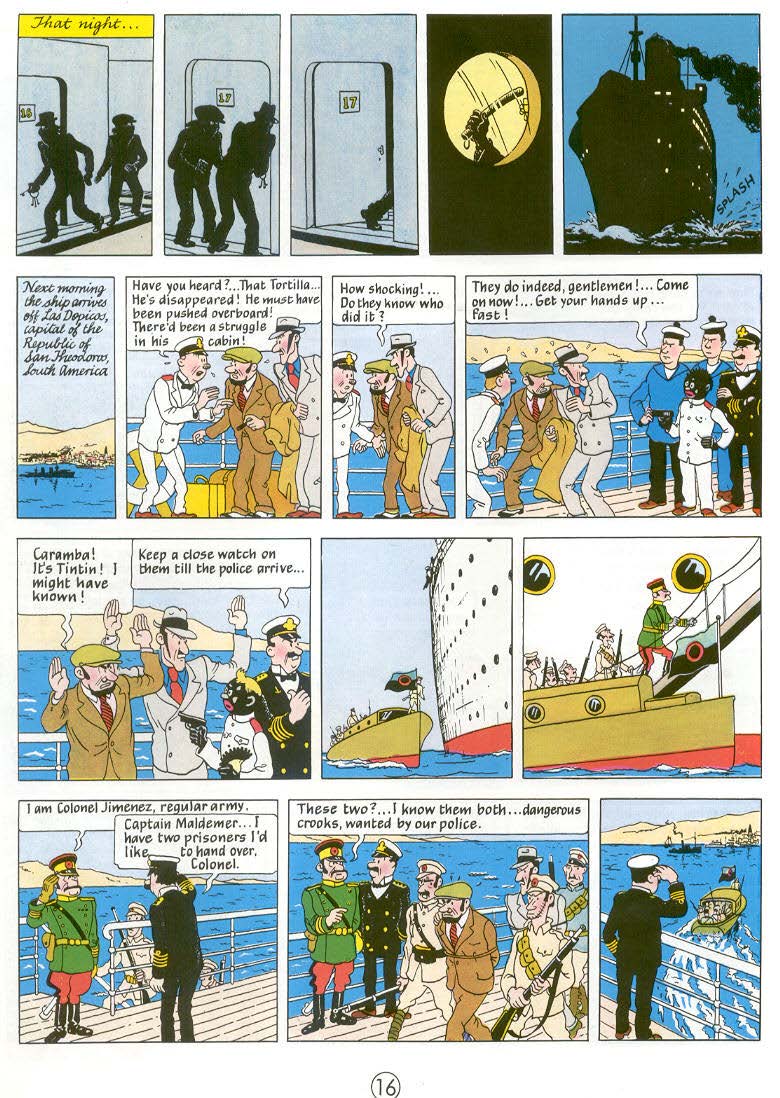 That night...
16
17
17
SPLASH
Next morning
the ship arrives
off Las Dopicos,
capital of the
Republic of
San Theodoros,
South America
Have you heard?...That Tortilla...
He's disappeared! He must have
been pushed overboard!
There'd been a struggle
in his cabin!
How shocking!...
Do they know who
did it?
They do indeed, gentlemen!... Come
on now!... Get your hands up...
Fast!
Caramba!
It's Tintin! I
might have
known!
Keep a close watch on
them till the police arrive...
I am Colonel Jimenez, regular army.
Captain Maldemer... I
have two prisoners I'd
like to hand over,
Colonel.
These two?...I know them both...dangerous
crooks, wanted by our police.
16